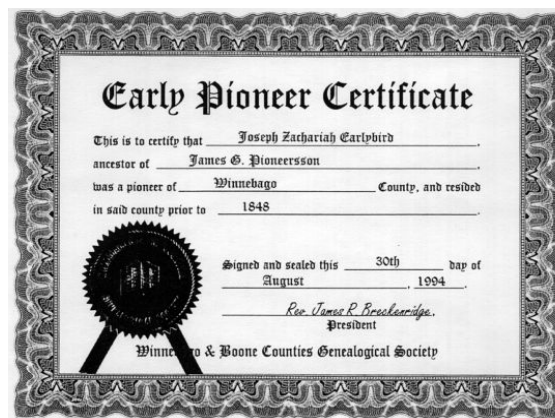 Early Pioneer Certificate
This is to certify that Joseph Zachariah Earlybird,
ancestor of James G. Pioneersson,
was a pioneer of Winnebago County, and resided
in said county prior to 1848.
Signed and sealed this 30th day of
August, 1994.
Rev James R Breckenridge,
President
Winnebago & Boone Counties Genealogical Society